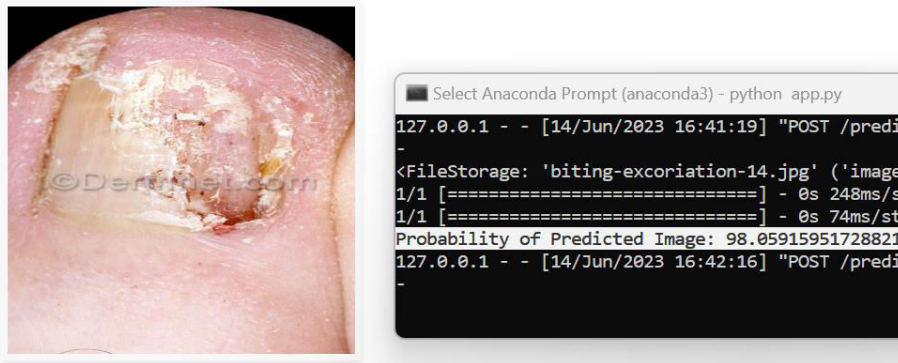 ©Dermnet.com
Select Anaconda Prompt (anaconda3) - python app.py
127.0.0.1 - - [14/Jun/2023 16:41:19] "POST /predi
-
<FileStorage: 'biting-excoriation-14.jpg' ('image
1/1 [==============================] - 0s 248ms/s
1/1 [==============================] - 0s 74ms/st
Probability of Predicted Image: 98.05915951728821
127.0.0.1 - - [14/Jun/2023 16:42:16] "POST /predi
-